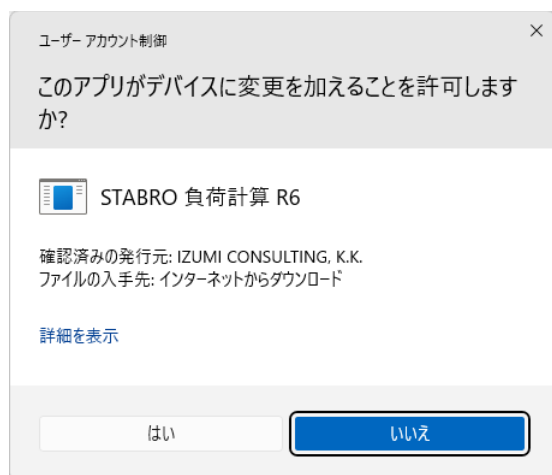 ユーザー アカウント制御
このアプリがデバイスに変更を加えることを許可します
か?
STABRO 負荷計算 R6
確認済みの発行元: IZUMI CONSULTING, K.K.
ファイルの入手先: インターネットからダウンロード
詳細を表示
はい
いいえ